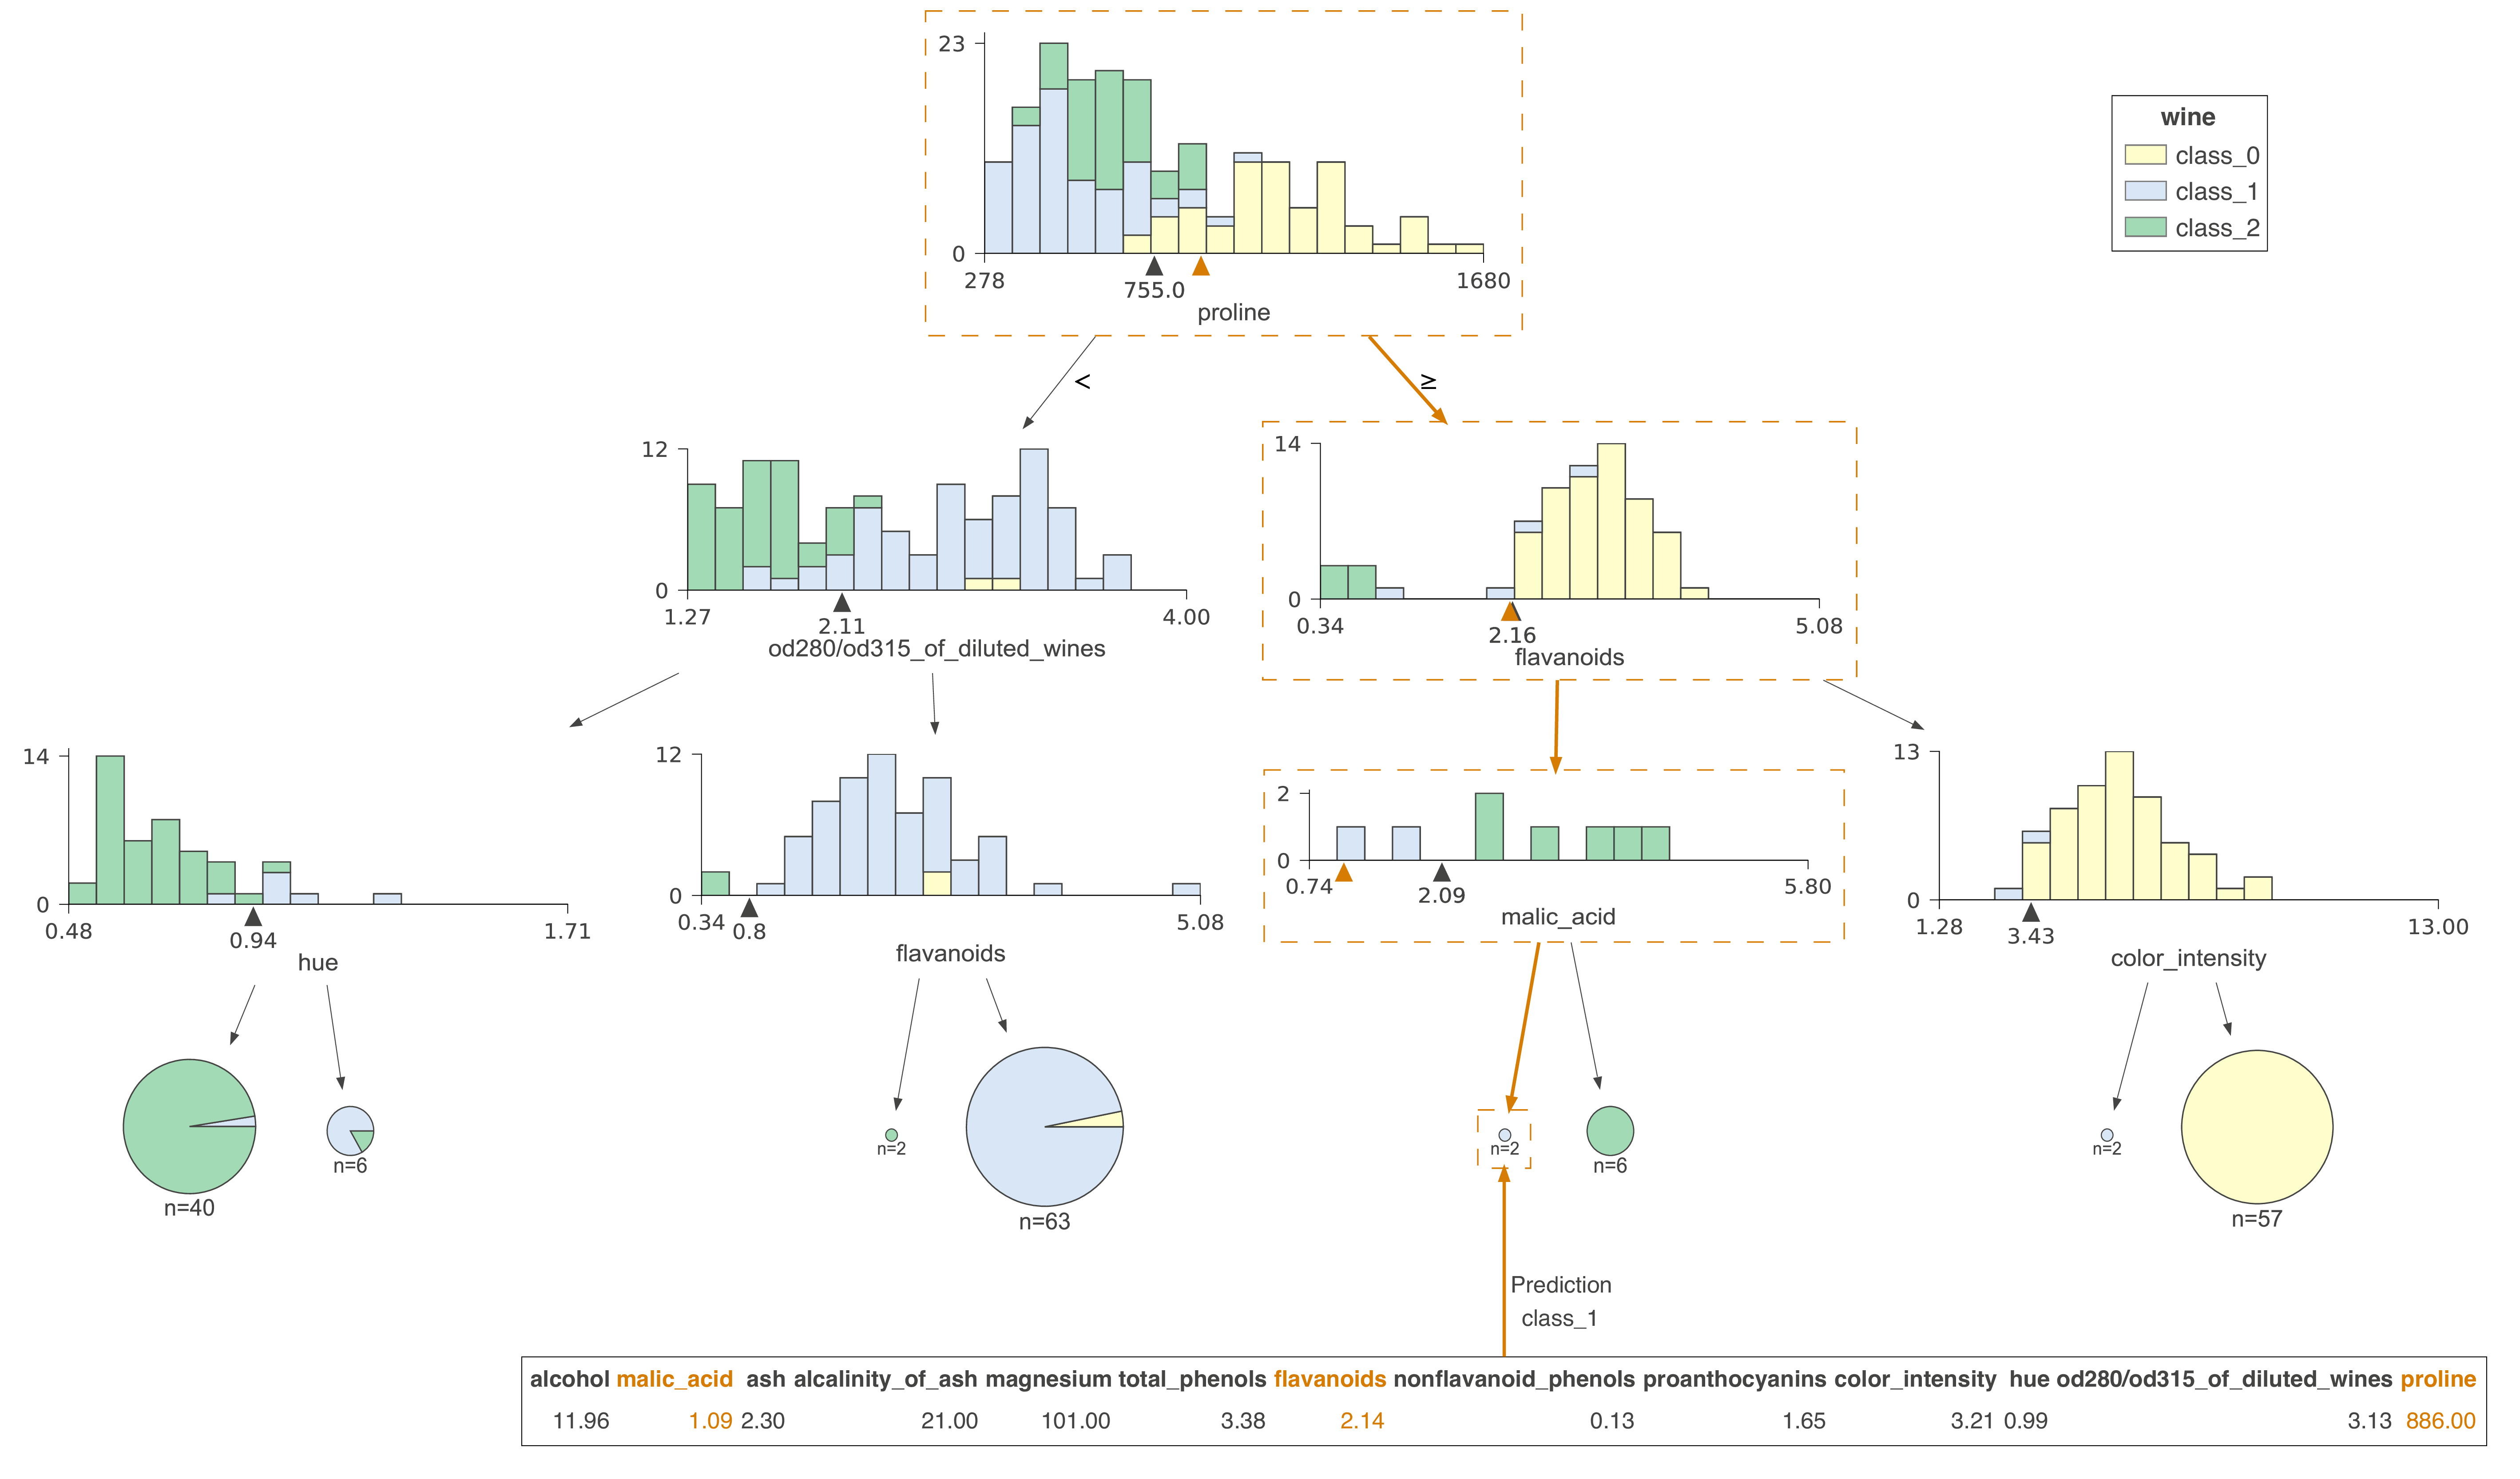 23
0
278
755.0
1680
proline
wine
class_0
class_1
class_2
<
≥
12
0
1.27
2.11
4.00
od280/od315_of_diluted_wines
14
0
0.34
2.16
5.08
flavanoids
14
0
0.48
0.94
1.71
hue
12
0
0.34
0.8
5.08
flavanoids
2
0
0.74
2.09
5.80
malic_acid
13
0
1.28
3.43
13.00
color_intensity
n=40
n=6
n=2
n=63
n=2
n=6
n=2
n=57
Prediction
class_1
alcohol malic_acid ash alcalinity_of_ash magnesium total_phenols flavanoids nonflavanoid_phenols proanthocyanins color_intensity hue od280/od315_of_diluted_wines proline
11.96 1.09 2.30 21.00 101.00 3.38 2.14 0.13 1.65 3.21 0.99 3.13 886.00